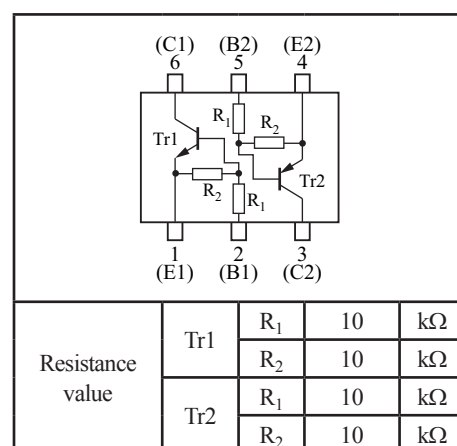 (C1) (B2) (E2)
6 5 4
R1 R2
Tr1
R2 Tr2
R1
1 2 3
(E1) (B1) (C2)
Resistance value Tr1 R1 10 kΩ
R2 10 kΩ
Tr2 R1 10 kΩ
R2 10 kΩ